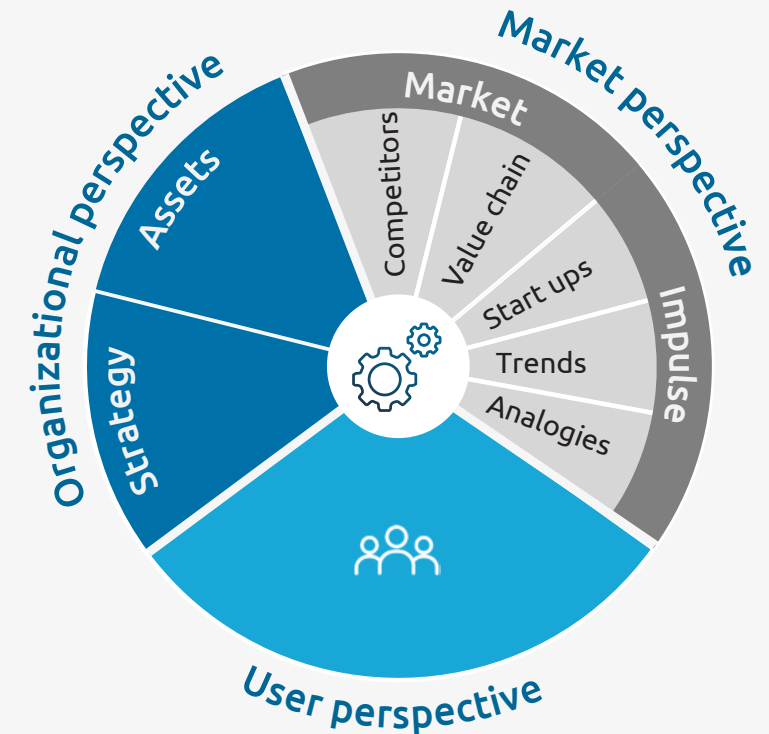 Organizational perspective
Assets
Strategy
Market perspective
Market
Competitors
Value chain
Impulse
Start ups
Trends
Analogies
User perspective